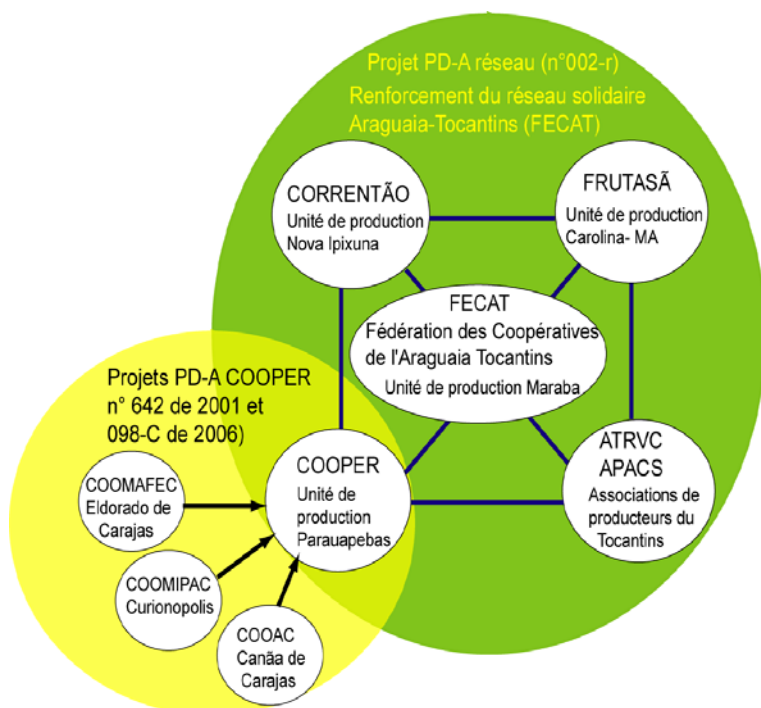 Projet PD-A réseau (n°002-r)
Renforcement du réseau solidaire
Araguaia-Tocantins (FECAT)
CORRENTÃO
Unité de production
Nova Ipixuna
FRUTASÃ
Unité de production
Carolina- MA
FECAT
Fédération des Coopératives
de l'Araguaia Tocantins
Unité de production Maraba
Projets PD-A COOPER
n° 642 de 2001 et
098-C de 2006)
COOPER
Unité de
production
Parauapebas
ATRVC
APACS
Associations de
producteurs du
Tocantins
COOMAFEC
Eldorado de
Carajas
COOMIPAC
Curionopolis
COOAC
Canãa de
Carajas